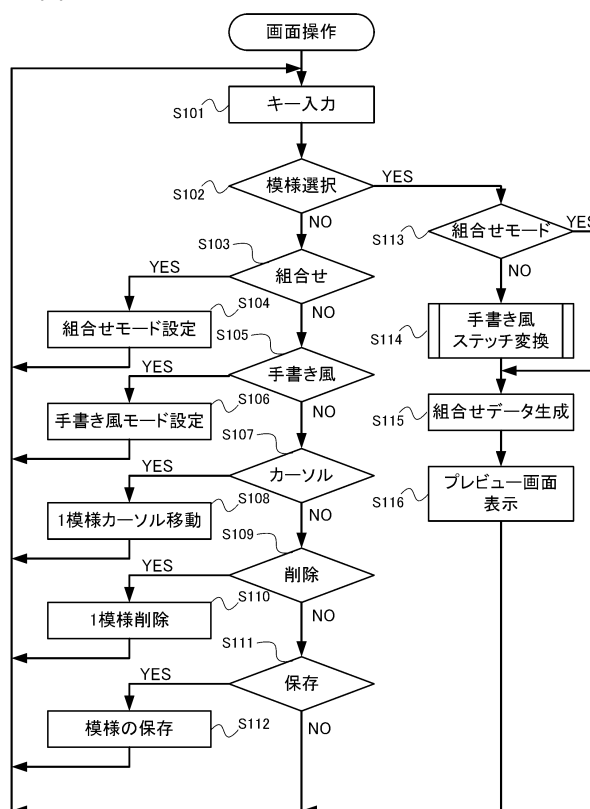 画面操作
キー入力
S101
模様選択
S102
YES
NO
組合せモード
S113
YES
NO
S103
組合せ
YES
NO
組合せモード設定
S104
手書き風
ステッチ変換
S114
S105
手書き風
YES
NO
手書き風モード設定
S106
組合せデータ生成
S115
S107
カーソル
YES
NO
1模様カーソル移動
S108
プレビュー画面
表示
S116
S109
削除
YES
NO
1模様削除
S110
S111
保存
YES
NO
模様の保存
S112